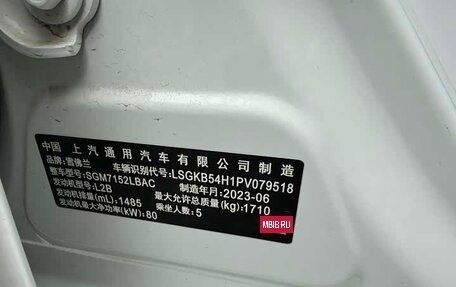 中国 上汽通用汽车有限公司 制造
品牌:雪佛兰 车辆识别代号:LSGKB54H1PV079518
整车型号:SGM7152LBAC 制造年月:2023-06
发动机型号:L2B 最大允许总质量(kg):1710
发动机排量(mL):1485 乘坐人数:5
发动机最大净功率(kW):80
MBIB.RU